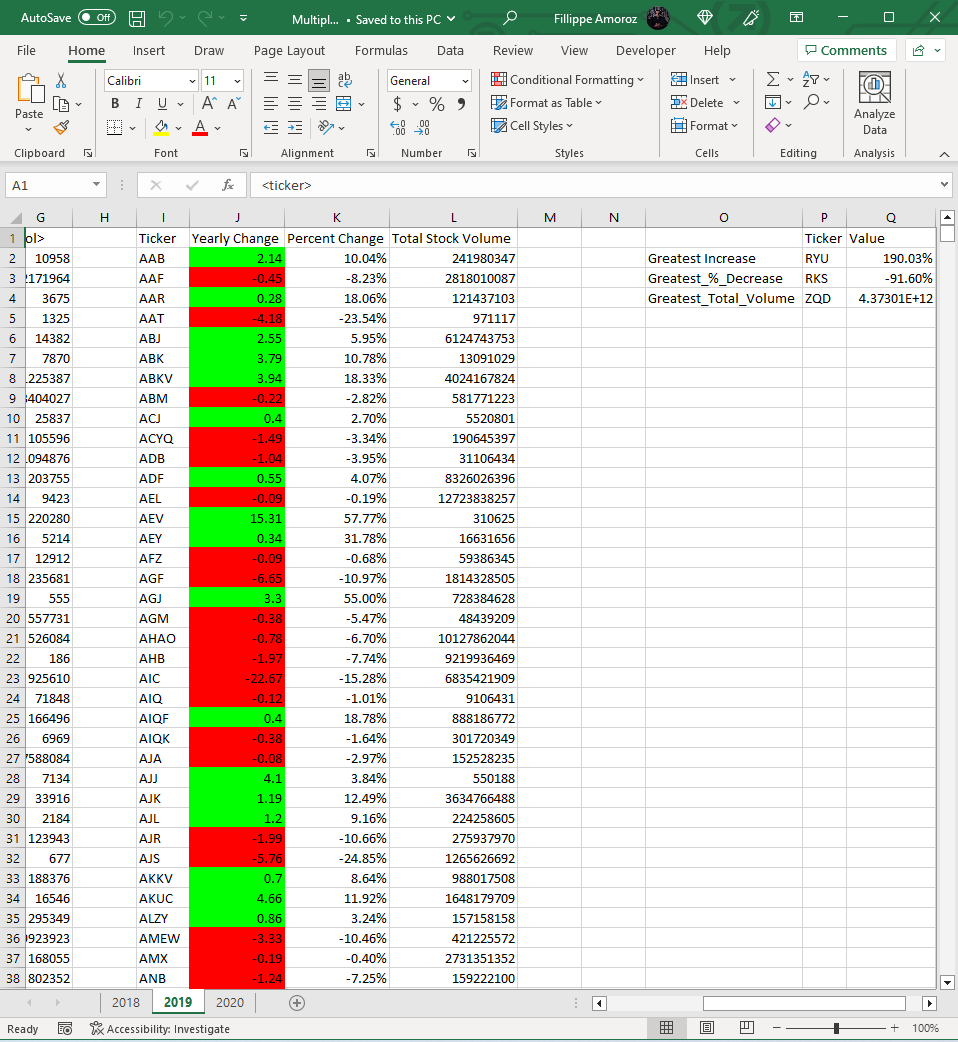 AutoSave Off Multipl... • Saved to this PC Fillippe Amoroz
File Home Insert Draw Page Layout Formulas Data Review View Developer Help Comments
Calibri 11 General Conditional Formatting Insert
Paste B I U $ % Format as Table Delete Analyze Data
Cell Styles Format
Clipboard Font Alignment Number Styles Cells Editing Analysis
A1 fx <ticker>
G H I J K L M N O P Q
1 ol> Ticker Yearly Change Percent Change Total Stock Volume Ticker Value
2 10958 AAB 2.14 10.04% 241980347 Greatest Increase RYU 190.03%
3 2171964 AAF -0.45 -8.23% 2818010087 Greatest_%_Decrease RKS -91.60%
4 3675 AAR 0.28 18.06% 121437103 Greatest_Total_Volume ZQD 4.37301E+12
5 1325 AAT -4.18 -23.54% 971117
6 14382 ABJ 2.55 5.95% 6124743753
7 7870 ABK 3.79 10.78% 13091029
8 225387 ABKV 3.94 18.33% 4024167824
9 404027 ABM -0.22 -2.82% 581771223
10 25837 ACJ 0.4 2.70% 5520801
11 105596 ACYQ -1.49 -3.34% 190645397
12 094876 ADB -1.04 -3.95% 31106434
13 203755 ADF 0.55 4.07% 8326026396
14 9423 AEL -0.09 -0.19% 12723838257
15 220280 AEV 15.31 57.77% 310625
16 5214 AEY 0.34 31.78% 16631656
17 12912 AFZ -0.09 -0.68% 59386345
18 235681 AGF -6.65 -10.97% 1814328505
19 555 AGJ 3.3 55.00% 728384628
20 557731 AGM -0.38 -5.47% 48439209
21 526084 AHAO -0.78 -6.70% 10127862044
22 186 AHB -1.97 -7.74% 9219936469
23 925610 AIC -22.67 -15.28% 6835421909
24 71848 AIQ -0.12 -1.01% 9106431
25 166496 AIQF 0.4 18.78% 888186772
26 6969 AIQK -0.38 -1.64% 301720349
27 7588084 AJA -0.08 -2.97% 152528235
28 7134 AJJ 4.1 3.84% 550188
29 33916 AJK 1.19 12.49% 3634766488
30 2184 AJL 1.2 9.16% 224258605
31 123943 AJR -1.99 -10.66% 275937970
32 677 AJS -5.76 -24.85% 1265626692
33 188376 AKKV 0.7 8.64% 988017508
34 16546 AKUC 4.66 11.92% 1648179709
35 295349 ALZY 0.86 3.24% 157158158
36 923923 AMEW -3.33 -10.46% 421225572
37 168055 AMX -0.19 -0.40% 2731351352
38 802352 ANB -1.24 -7.25% 159222100
2018 2019 2020
Ready Accessibility: Investigate 100%